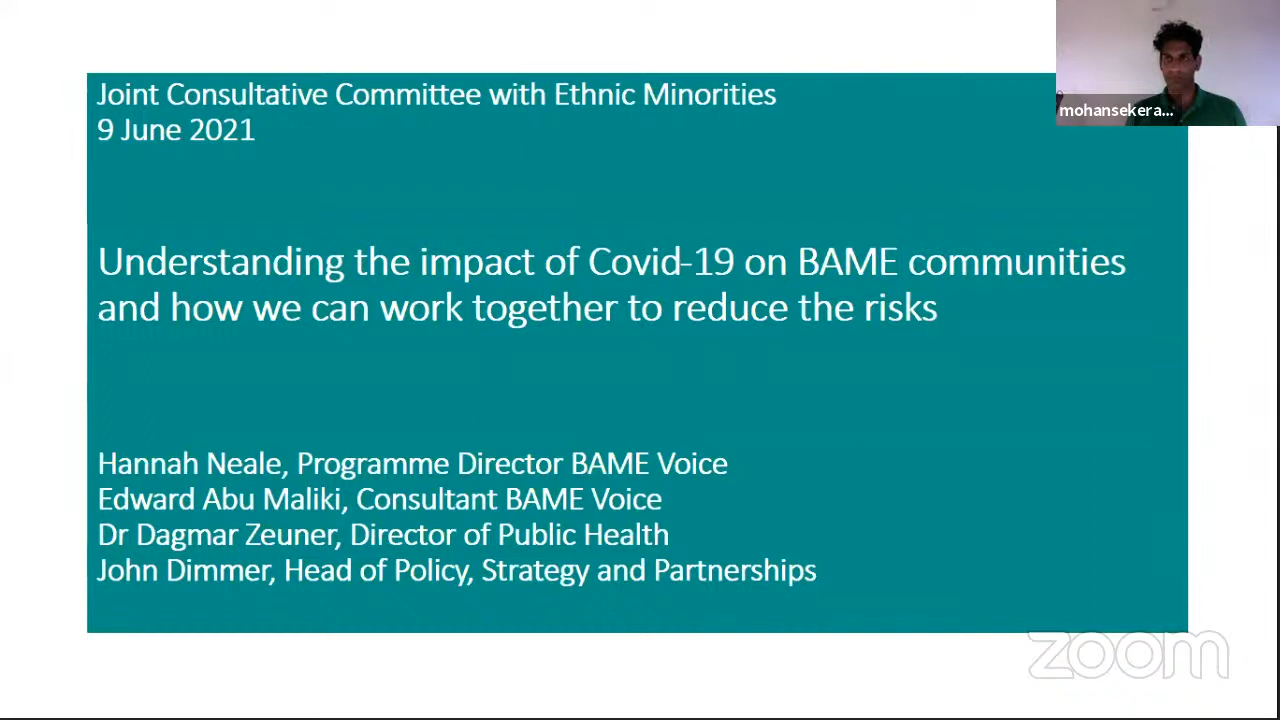 Joint Consultative Committee with Ethnic Minorities
9 June 2021
mohansekera...
Understanding the impact of Covid-19 on BAME communities
and how we can work together to reduce the risks
Hannah Neale, Programme Director BAME Voice
Edward Abu Maliki, Consultant BAME Voice
Dr Dagmar Zeuner, Director of Public Health
John Dimmer, Head of Policy, Strategy and Partnerships
zoom